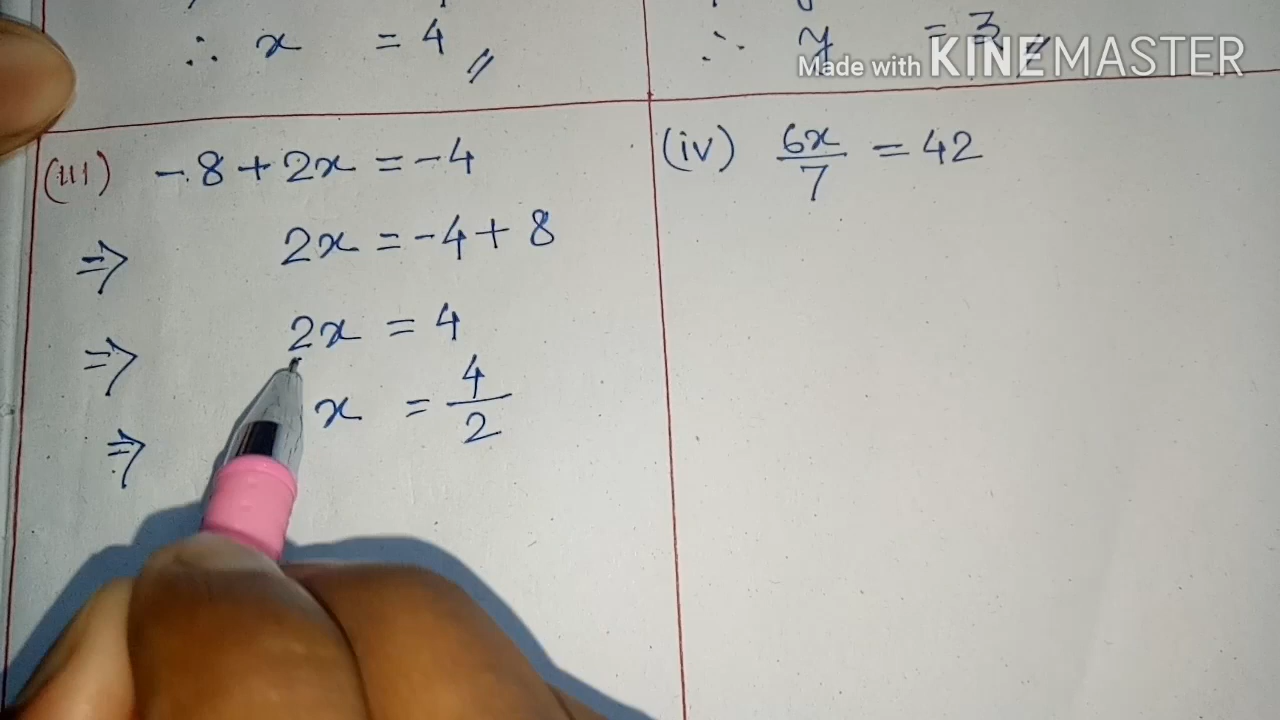 ∴ x = 4 //
∴ y = 3 //
Made with KINEMASTER
(iii) -8 + 2x = -4
⇒ 2x = -4 + 8
⇒ 2x = 4
⇒ x = 4/2
(iv) 6x/7 = 42